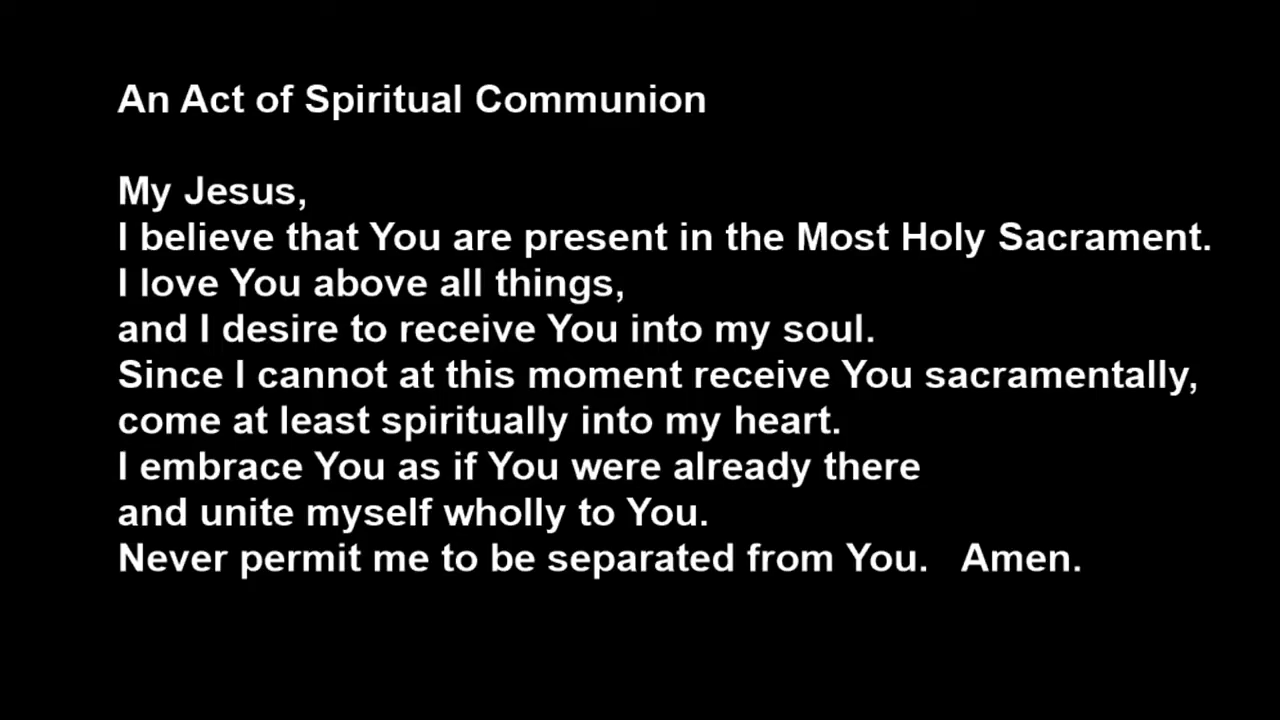 An Act of Spiritual Communion
My Jesus,
I believe that You are present in the Most Holy Sacrament.
I love You above all things,
and I desire to receive You into my soul.
Since I cannot at this moment receive You sacramentally,
come at least spiritually into my heart.
I embrace You as if You were already there
and unite myself wholly to You.
Never permit me to be separated from You.   Amen.